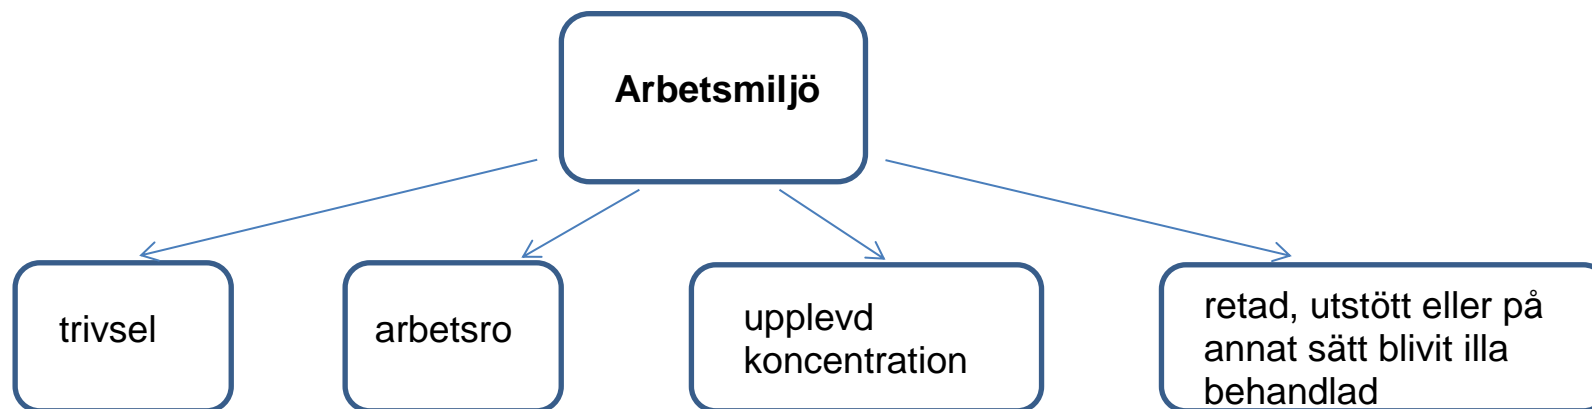 Arbetsmiljö
trivsel
arbetsro
upplevd
koncentration
retad, utstött eller på
annat sätt blivit illa
behandlad